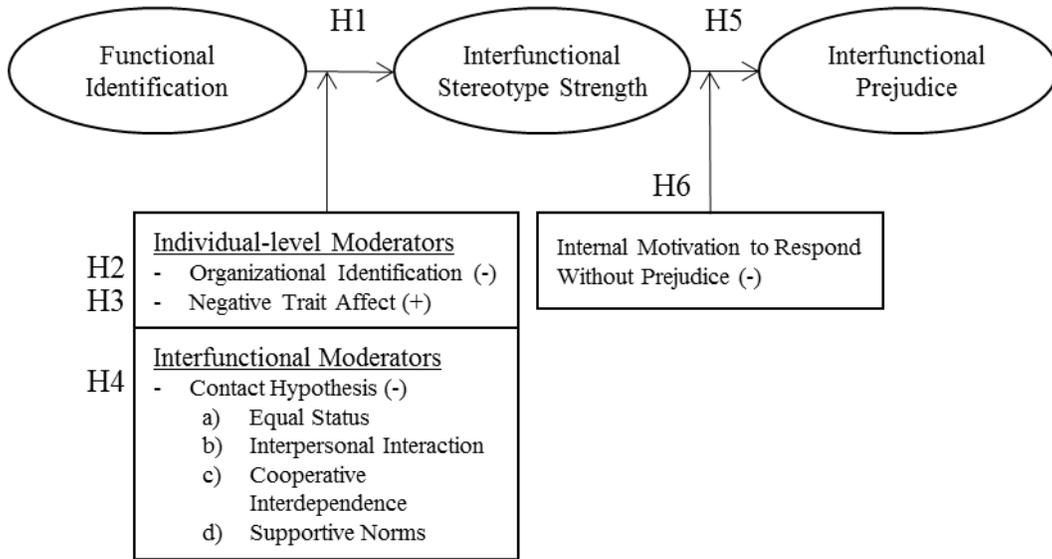 H1
H5
Functional
Identification
Interfunctional
Stereotype Strength
Interfunctional
Prejudice
H6
Individual-level Moderators
H2
- Organizational Identification (-)
H3
- Negative Trait Affect (+)
Internal Motivation to Respond
Without Prejudice (-)
Interfunctional Moderators
H4
- Contact Hypothesis (-)
a) Equal Status
b) Interpersonal Interaction
c) Cooperative
Interdependence
d) Supportive Norms